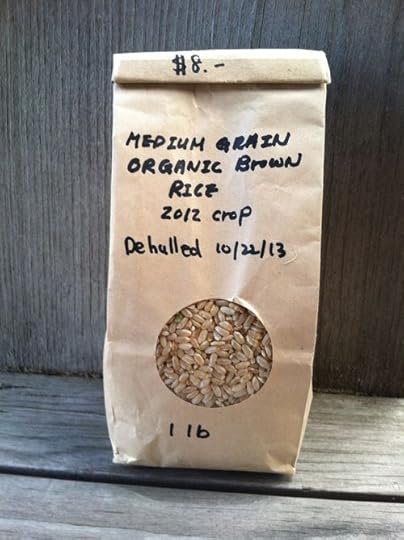 $8.-
MEDIUM GRAIN
ORGANIC BROWN
RICE
2012 crop
Dehulled 10/22/13
1 lb